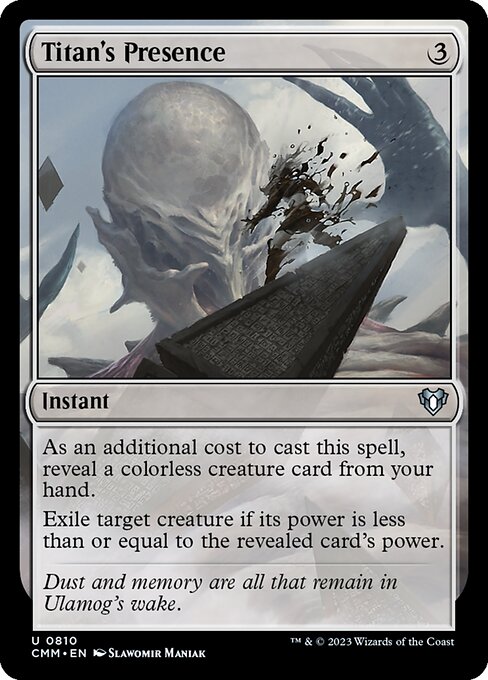 Titan's Presence 3
Instant
As an additional cost to cast this spell,
reveal a colorless creature card from your
hand.
Exile target creature if its power is less
than or equal to the revealed card's power.
Dust and memory are all that remain in
Ulamog's wake.
U 0810
CMM • EN Slawomir Maniak
™ & © 2023 Wizards of the Coast